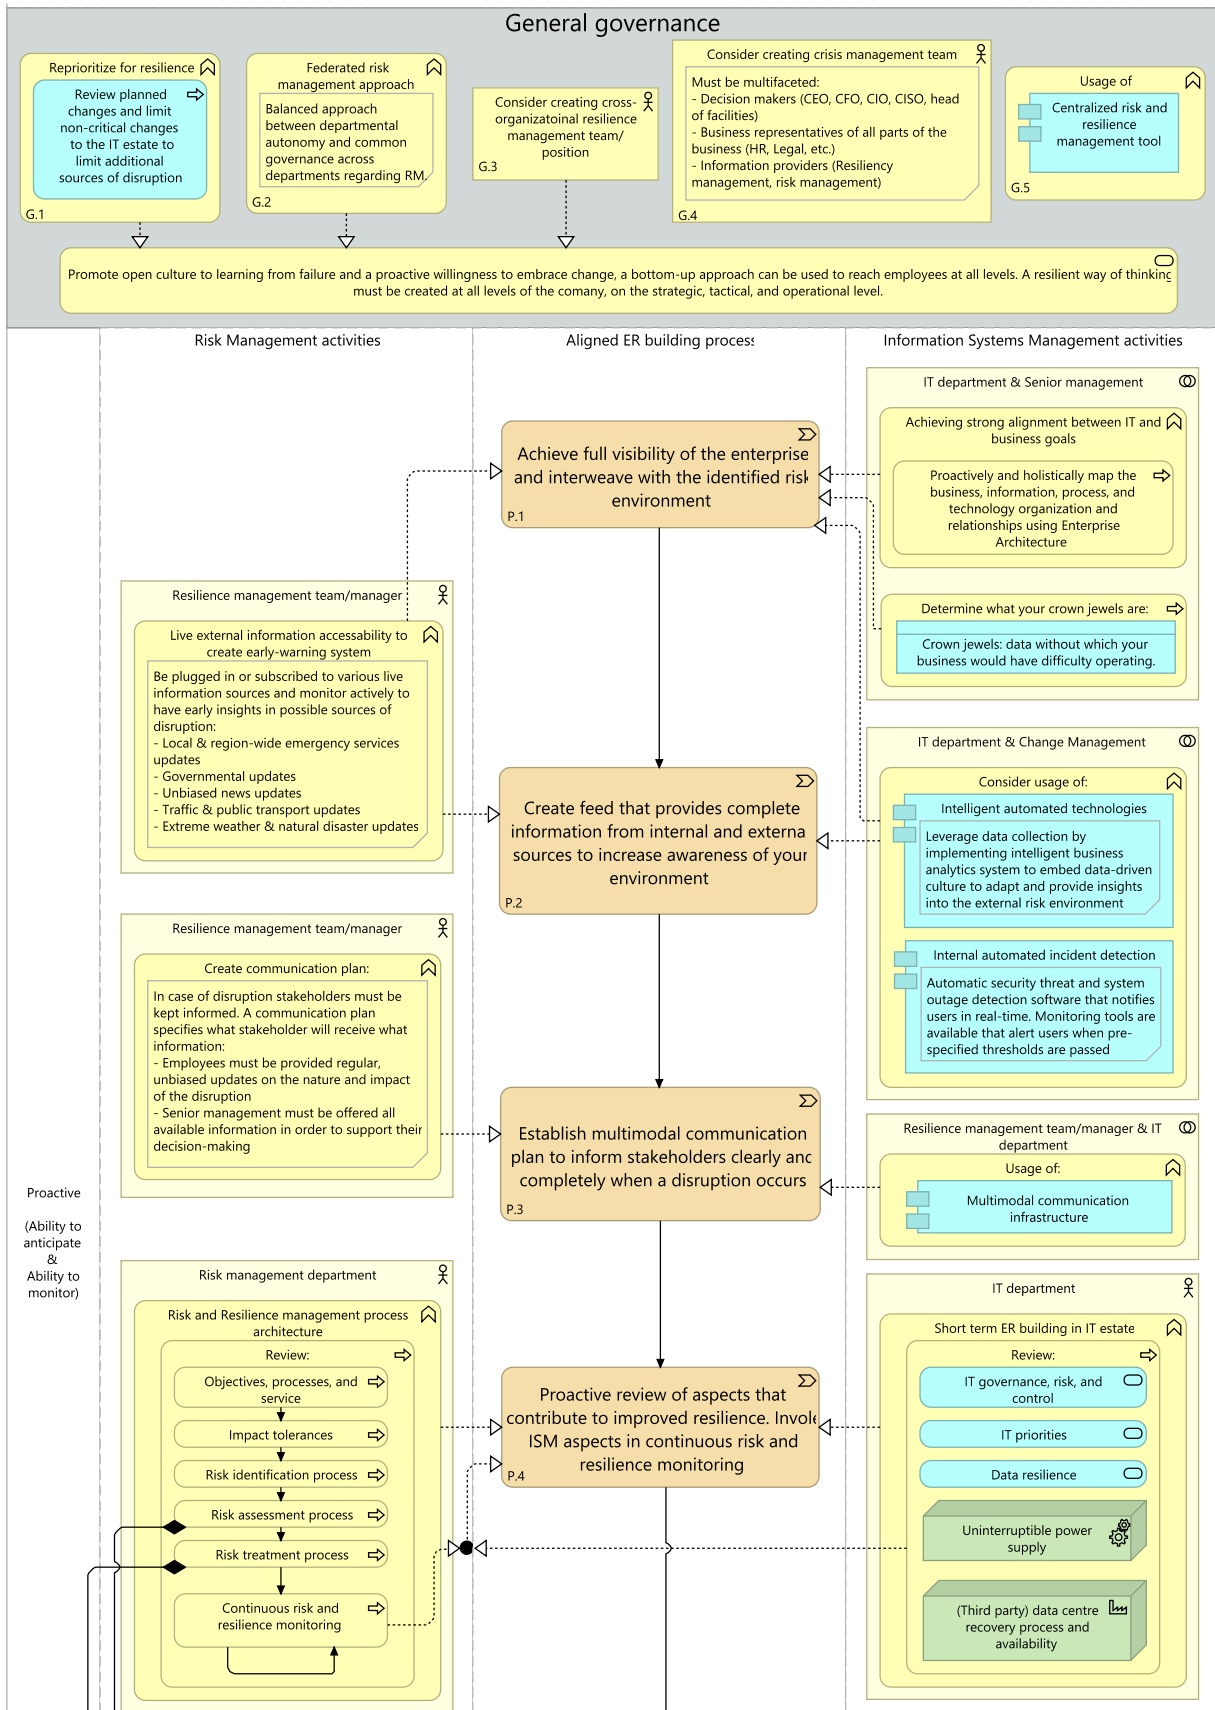 General governance
Reprioritize for resilience
Review planned
changes and limit
non-critical changes
to the IT estate to
limit additional
sources of disruption
G.1
Federated risk
management approach
Balanced approach
between departmental
autonomy and common
governance across
departments regarding RM.
G.2
Consider creating cross-
organizatoinal resilience
management team/
position
G.3
Consider creating crisis management team
Must be multifaceted:
- Decision makers (CEO, CFO, CIO, CISO, head
of facilities)
- Business representatives of all parts of the
business (HR, Legal, etc.)
- Information providers (Resiliency
management, risk management)
G.4
Usage of
Centralized risk and
resilience
management tool
G.5
Promote open culture to learning from failure and a proactive willingness to embrace change, a bottom-up approach can be used to reach employees at all levels. A resilient way of thinking
must be created at all levels of the comany, on the strategic, tactical, and operational level.
Risk Management activities
Aligned ER building process
Information Systems Management activities
Proactive
(Ability to
anticipate
&
Ability to
monitor)
Resilience management team/manager
Live external information accessability to
create early-warning system
Be plugged in or subscribed to various live
information sources and monitor actively to
have early insights in possible sources of
disruption:
- Local & region-wide emergency services
updates
- Governmental updates
- Unbiased news updates
- Traffic & public transport updates
- Extreme weather & natural disaster updates
Resilience management team/manager
Create communication plan:
In case of disruption stakeholders must be
kept informed. A communication plan
specifies what stakeholder will receive what
information:
- Employees must be provided regular,
unbiased updates on the nature and impact
of the disruption
- Senior management must be offered all
available information in order to support their
decision-making
Risk management department
Risk and Resilience management process
architecture
Review:
Objectives, processes, and
service
Impact tolerances
Risk identification process
Risk assessment process
Risk treatment process
Continuous risk and
resilience monitoring
Achieve full visibility of the enterprise
and interweave with the identified risk
environment
P.1
Create feed that provides complete
information from internal and externa
sources to increase awareness of your
environment
P.2
Establish multimodal communication
plan to inform stakeholders clearly and
completely when a disruption occurs
P.3
Proactive review of aspects that
contribute to improved resilience. Invole
ISM aspects in continuous risk and
resilience monitoring
P.4
IT department & Senior management
Achieving strong alignment between IT and
business goals
Proactively and holistically map the
business, information, process, and
technology organization and
relationships using Enterprise
Architecture
Determine what your crown jewels are:
Crown jewels: data without which your
business would have difficulty operating.
IT department & Change Management
Consider usage of:
Intelligent automated technologies
Leverage data collection by
implementing intelligent business
analytics system to embed data-driven
culture to adapt and provide insights
into the external risk environment
Internal automated incident detection
Automatic security threat and system
outage detection software that notifies
users in real-time. Monitoring tools are
available that alert users when pre-
specified thresholds are passed
Resilience management team/manager & IT
department
Usage of:
Multimodal communication
infrastructure
IT department
Short term ER building in IT estate
Review:
IT governance, risk, and
control
IT priorities
Data resilience
Uninterruptible power
supply
(Third party) data centre
recovery process and
availability